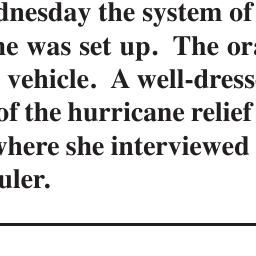 dnesday the system of
ne was set up. The ora
vehicle. A well-dress
of the hurricane relief
where she interviewed
uler.